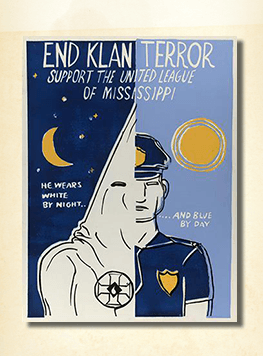 END KLAN TERROR
SUPPORT THE UNITED LEAGUE
OF MISSISSIPPI
HE WEARS
WHITE
BY NIGHT..
....AND BLUE
BY DAY